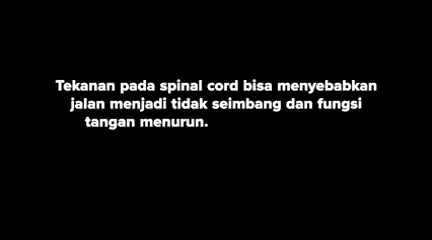 Tekanan pada spinal cord bisa menyebabkan
jalan menjadi tidak seimbang dan fungsi
tangan menurun.